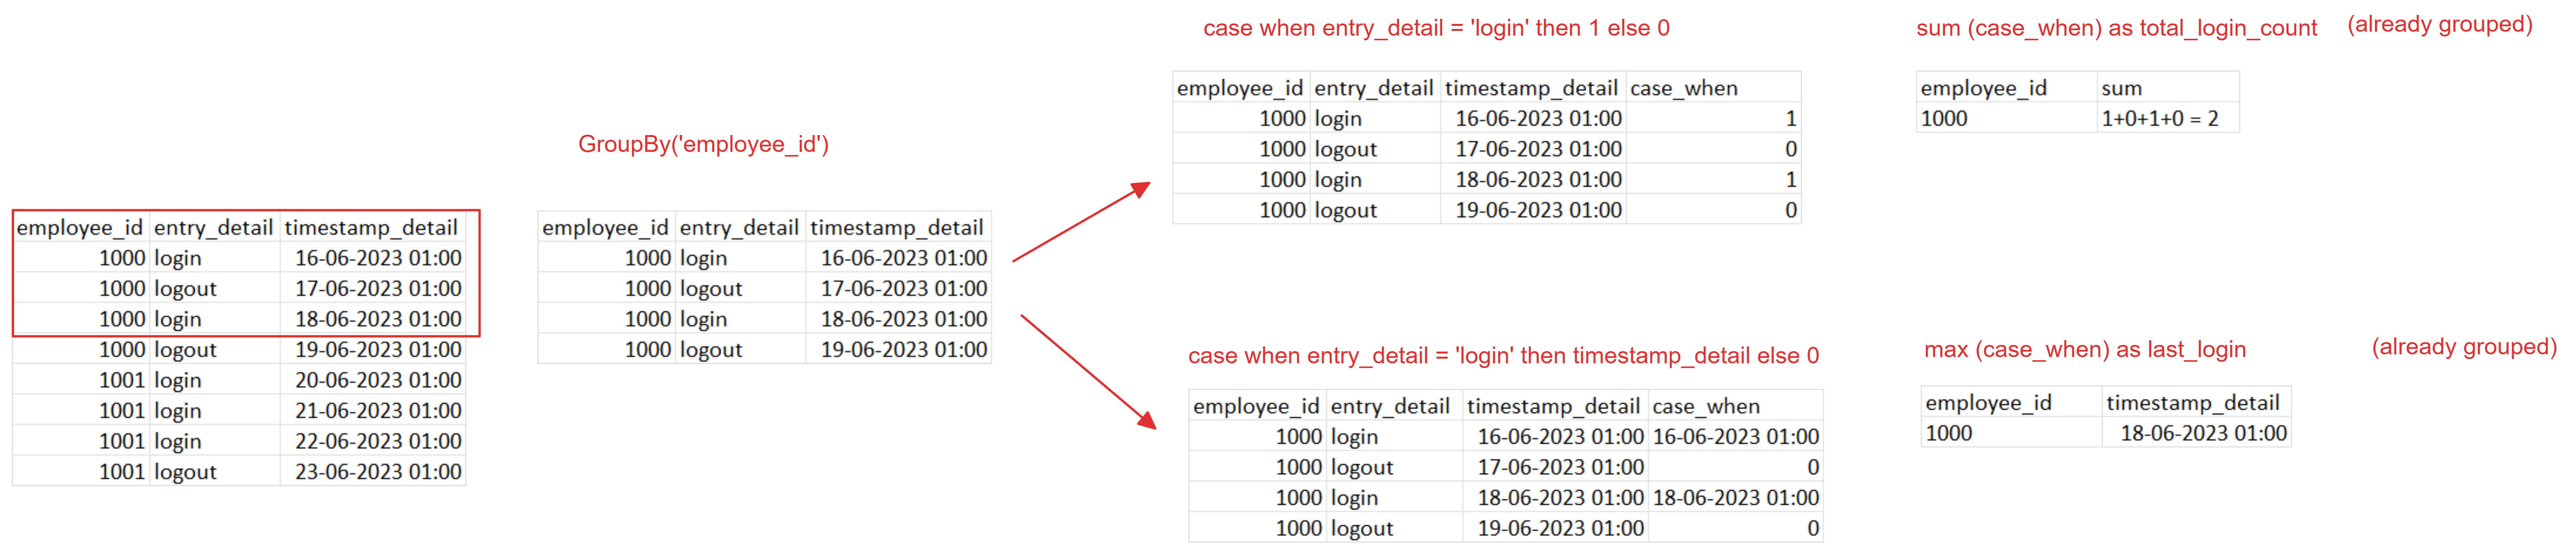 case when entry_detail = 'login' then 1 else 0
sum (case_when) as total_login_count
(already grouped)
employee_id entry_detail timestamp_detail case_when
1000 login 16-06-2023 01:00 1
1000 logout 17-06-2023 01:00 0
1000 login 18-06-2023 01:00 1
1000 logout 19-06-2023 01:00 0
employee_id sum
1000 1+0+1+0 = 2
GroupBy('employee_id')
employee_id entry_detail timestamp_detail
1000 login 16-06-2023 01:00
1000 logout 17-06-2023 01:00
1000 login 18-06-2023 01:00
1000 logout 19-06-2023 01:00
1001 login 20-06-2023 01:00
1001 login 21-06-2023 01:00
1001 login 22-06-2023 01:00
1001 logout 23-06-2023 01:00
employee_id entry_detail timestamp_detail
1000 login 16-06-2023 01:00
1000 logout 17-06-2023 01:00
1000 login 18-06-2023 01:00
1000 logout 19-06-2023 01:00
case when entry_detail = 'login' then timestamp_detail else 0
max (case_when) as last_login
(already grouped)
employee_id entry_detail timestamp_detail case_when
1000 login 16-06-2023 01:00 16-06-2023 01:00
1000 logout 17-06-2023 01:00 0
1000 login 18-06-2023 01:00 18-06-2023 01:00
1000 logout 19-06-2023 01:00 0
employee_id timestamp_detail
1000 18-06-2023 01:00